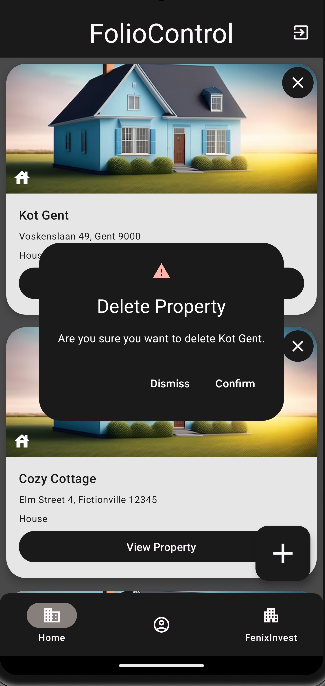 FolioControl
Kot Gent
Voskenslaan 49, Gent 9000
Delete Property
Are you sure you want to delete Kot Gent.
Dismiss
Confirm
Cozy Cottage
Elm Street 4, Fictionville 12345
House
View Property
Home
FenixInvest